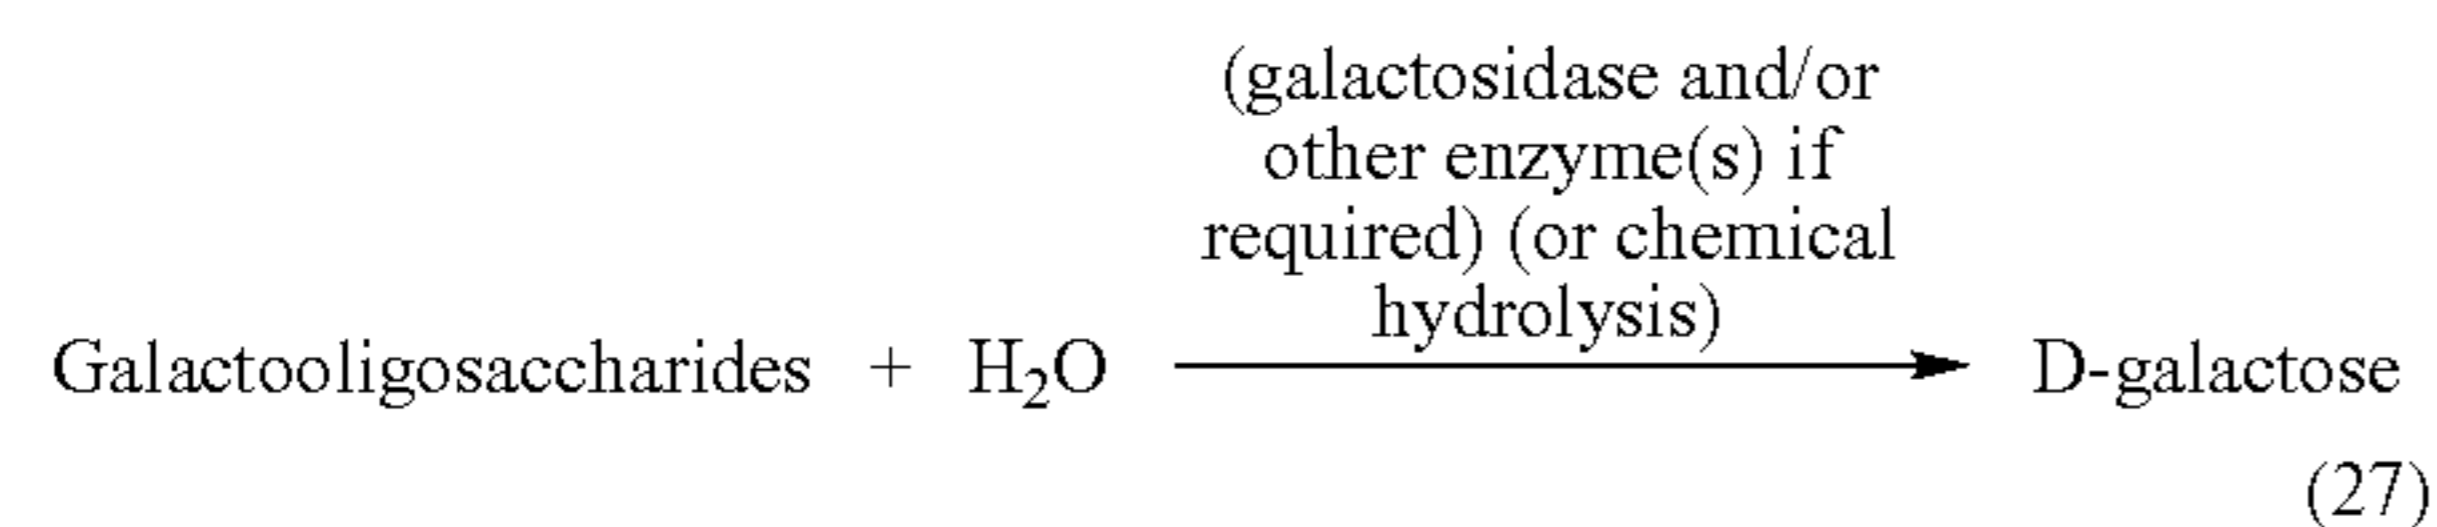 (galactosidase and/or
other enzyme(s) if
required) (or chemical
hydrolysis)
Galactooligosaccharides + H₂O D-galactose
(27)